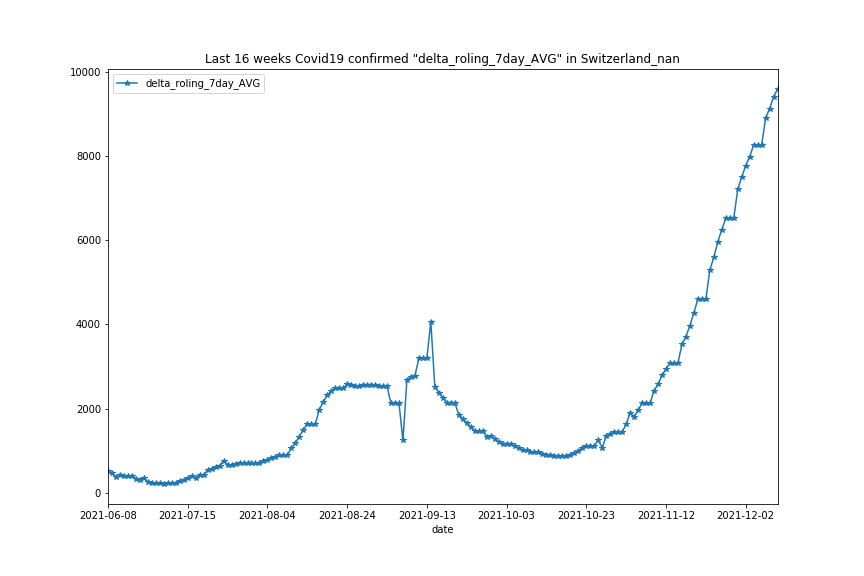 Last 16 weeks Covid19 confirmed "delta_roling_7day_AVG" in Switzerland_nan
delta_roling_7day_AVG
10000
8000
6000
4000
2000
0
2021-06-08 2021-07-15 2021-08-04 2021-08-24 2021-09-13 2021-10-03 2021-10-23 2021-11-12 2021-12-02
date